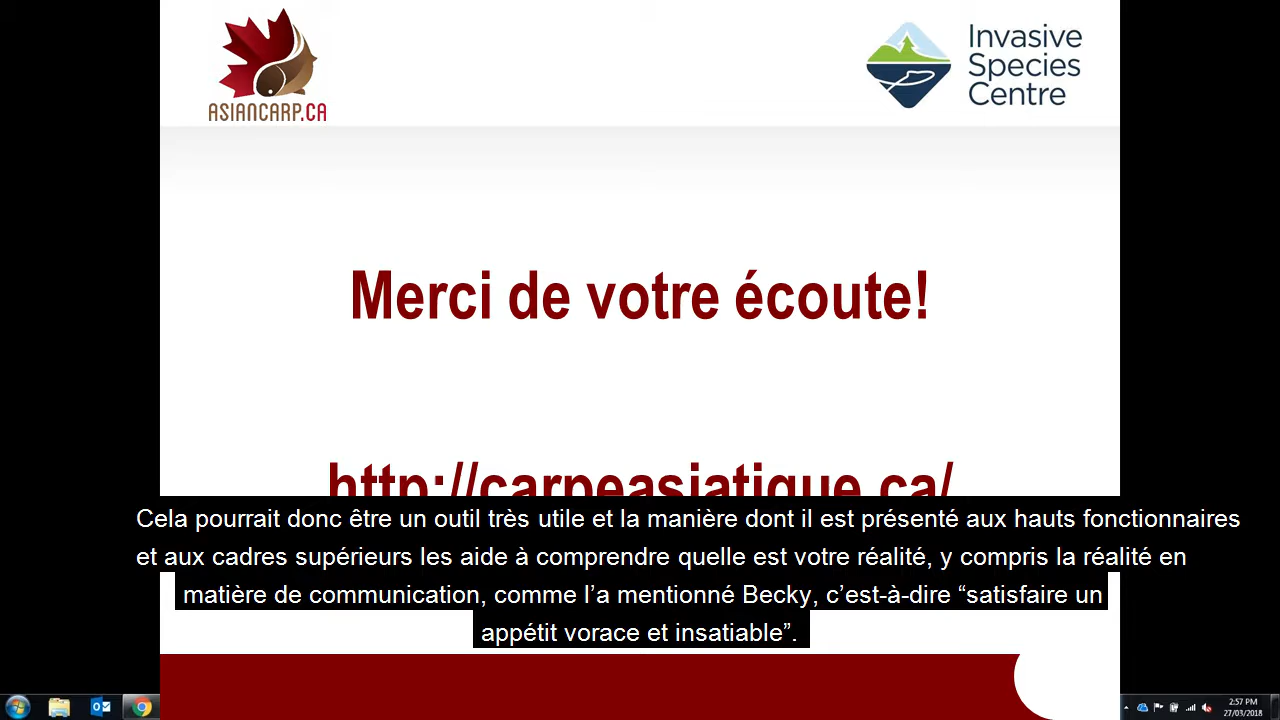 ASIANCARP.CA
Invasive
Species
Centre
Merci de votre écoute!
http://carpeasiatique.ca/
Cela pourrait donc être un outil très utile et la manière dont il est présenté aux hauts fonctionnaires
et aux cadres supérieurs les aide à comprendre quelle est votre réalité, y compris la réalité en
matière de communication, comme l’a mentionné Becky, c’est-à-dire “satisfaire un
appétit vorace et insatiable”.
2:57 PM
27/03/2018